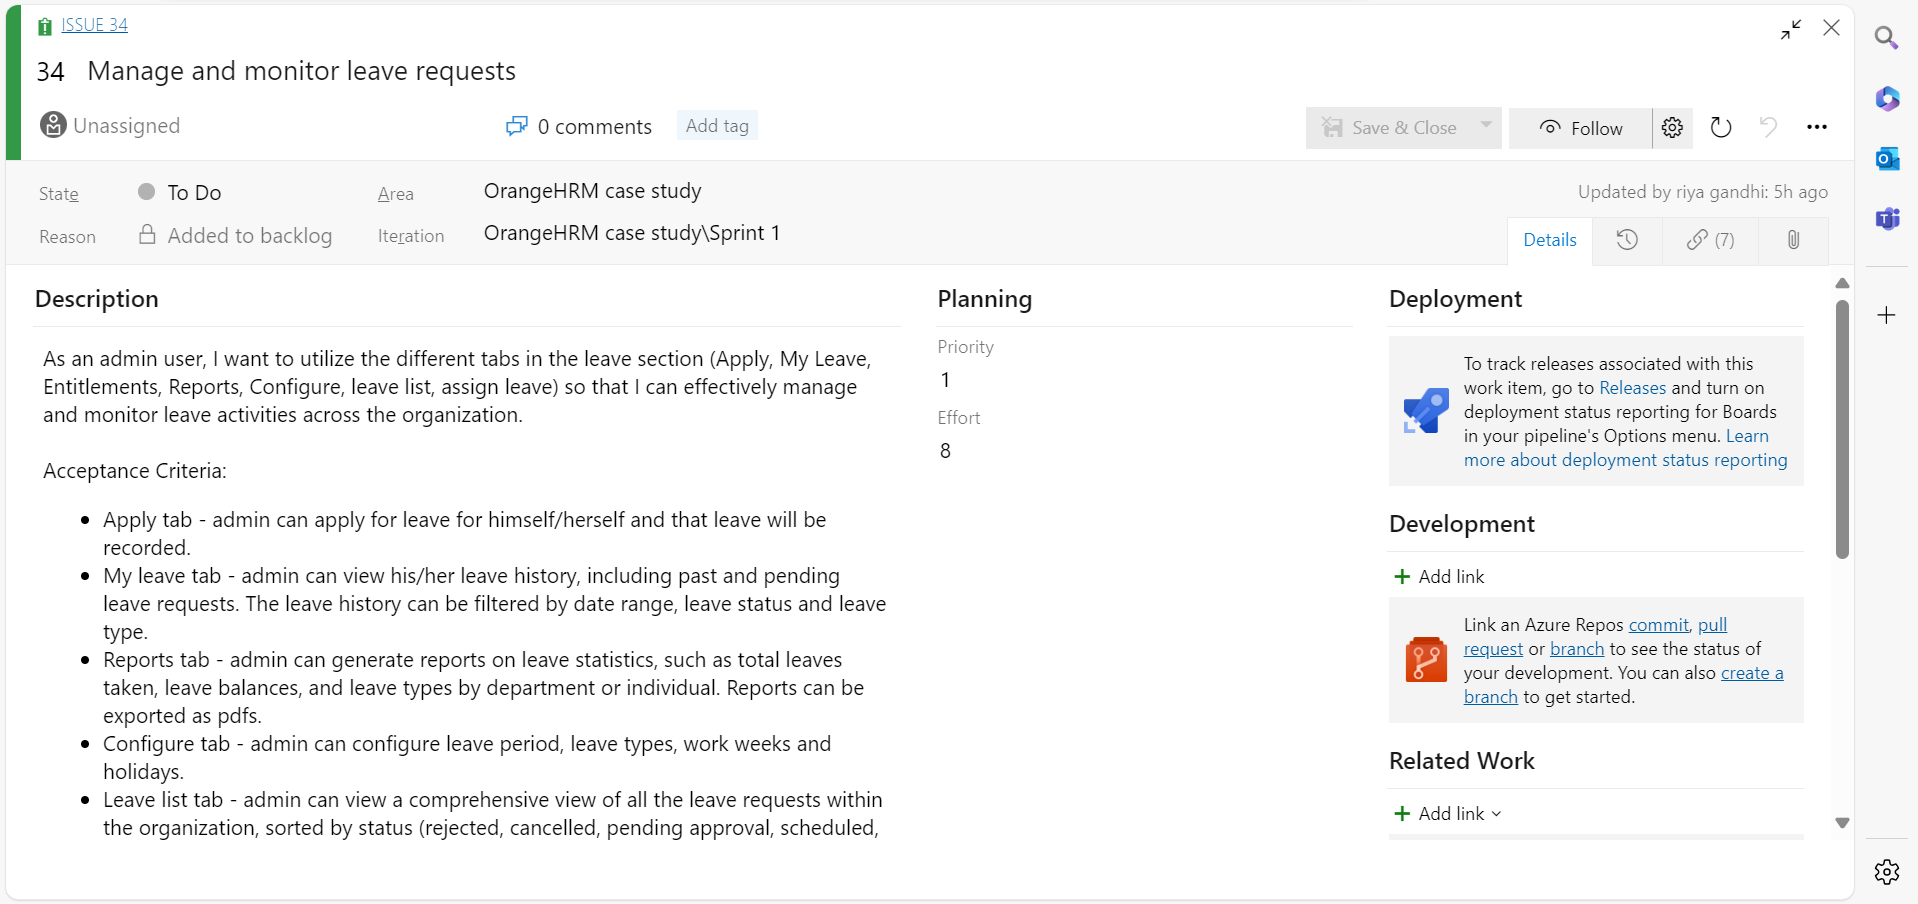 ISSUE 34
34 Manage and monitor leave requests
Unassigned
0 comments
Add tag
Save & Close
Follow
State
To Do
Area
OrangeHRM case study
Updated by riya gandhi: 5h ago
Reason
Added to backlog
Iteration
OrangeHRM case study\Sprint 1
Details
(7)
Description
As an admin user, I want to utilize the different tabs in the leave section (Apply, My Leave,
Entitlements, Reports, Configure, leave list, assign leave) so that I can effectively manage
and monitor leave activities across the organization.
Acceptance Criteria:
Apply tab - admin can apply for leave for himself/herself and that leave will be
recorded.
My leave tab - admin can view his/her leave history, including past and pending
leave requests. The leave history can be filtered by date range, leave status and leave
type.
Reports tab - admin can generate reports on leave statistics, such as total leaves
taken, leave balances, and leave types by department or individual. Reports can be
exported as pdfs.
Configure tab - admin can configure leave period, leave types, work weeks and
holidays.
Leave list tab - admin can view a comprehensive view of all the leave requests within
the organization, sorted by status (rejected, cancelled, pending approval, scheduled,
Planning
Priority
1
Effort
8
Deployment
To track releases associated with this
work item, go to Releases and turn on
deployment status reporting for Boards
in your pipeline's Options menu. Learn
more about deployment status reporting
Development
Add link
Link an Azure Repos commit, pull
request or branch to see the status of
your development. You can also create a
branch to get started.
Related Work
Add link